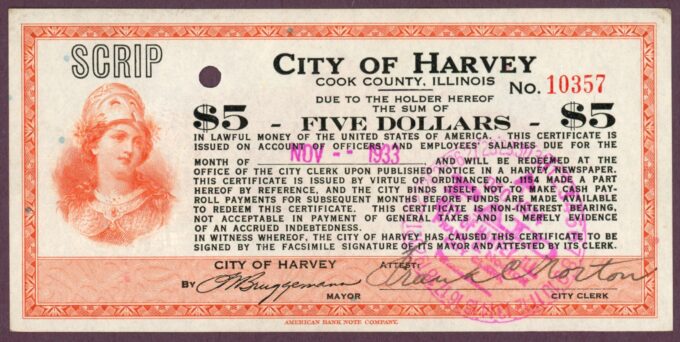 SCRIP
CITY OF HARVEY
COOK COUNTY, ILLINOIS
No. 10357
DUE TO THE HOLDER HEREOF
THE SUM OF
$5 - FIVE DOLLARS - $5
IN LAWFUL MONEY OF THE UNITED STATES OF AMERICA. THIS CERTIFICATE IS
ISSUED ON ACCOUNT OF OFFICERS AND EMPLOYEES' SALARIES DUE FOR THE
MONTH OF NOV -- 1933 AND WILL BE REDEEMED AT THE
OFFICE OF THE CITY CLERK UPON PUBLISHED NOTICE IN A HARVEY NEWSPAPER.
THIS CERTIFICATE IS ISSUED BY VIRTUE OF ORDINANCE NO. 1154 MADE A PART
HEREOF BY REFERENCE, AND THE CITY BINDS ITSELF NOT TO MAKE CASH PAY-
ROLL PAYMENTS FOR SUBSEQUENT MONTHS BEFORE FUNDS ARE MADE AVAILABLE
TO REDEEM THIS CERTIFICATE. THIS CERTIFICATE IS NON-INTEREST BEARING,
NOT ACCEPTABLE IN PAYMENT OF GENERAL TAXES AND IS MERELY EVIDENCE
OF AN ACCRUED INDEBTEDNESS.
IN WITNESS WHEREOF, THE CITY OF HARVEY HAS CAUSED THIS CERTIFICATE TO BE
SIGNED BY THE FACSIMILE SIGNATURE OF ITS MAYOR AND ATTESTED BY ITS CLERK.
CITY OF HARVEY
ATTEST:
BY Bruggemann
Frank C. Norton
MAYOR
CITY CLERK
AMERICAN BANK NOTE COMPANY.